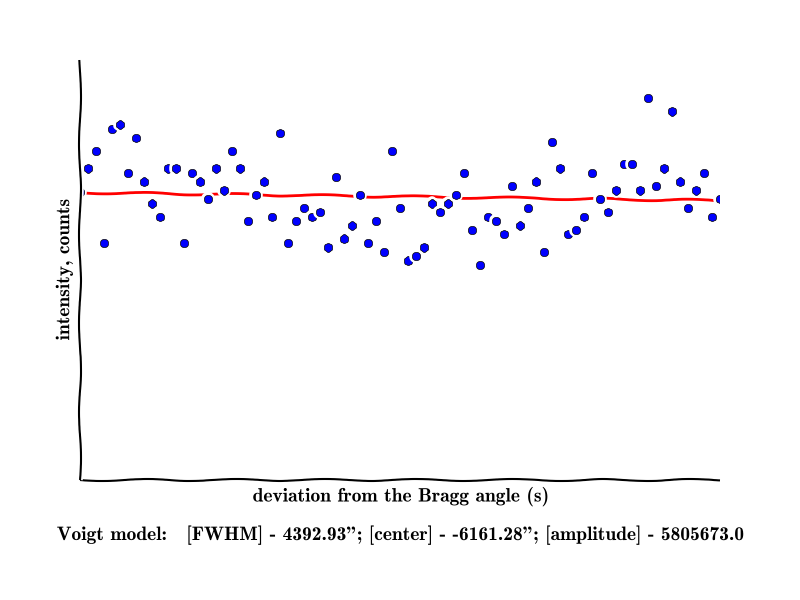 intensity, counts
deviation from the Bragg angle (s)
Voigt model: [FWHM] - 4392.93”; [center] - -6161.28”; [amplitude] - 5805673.0